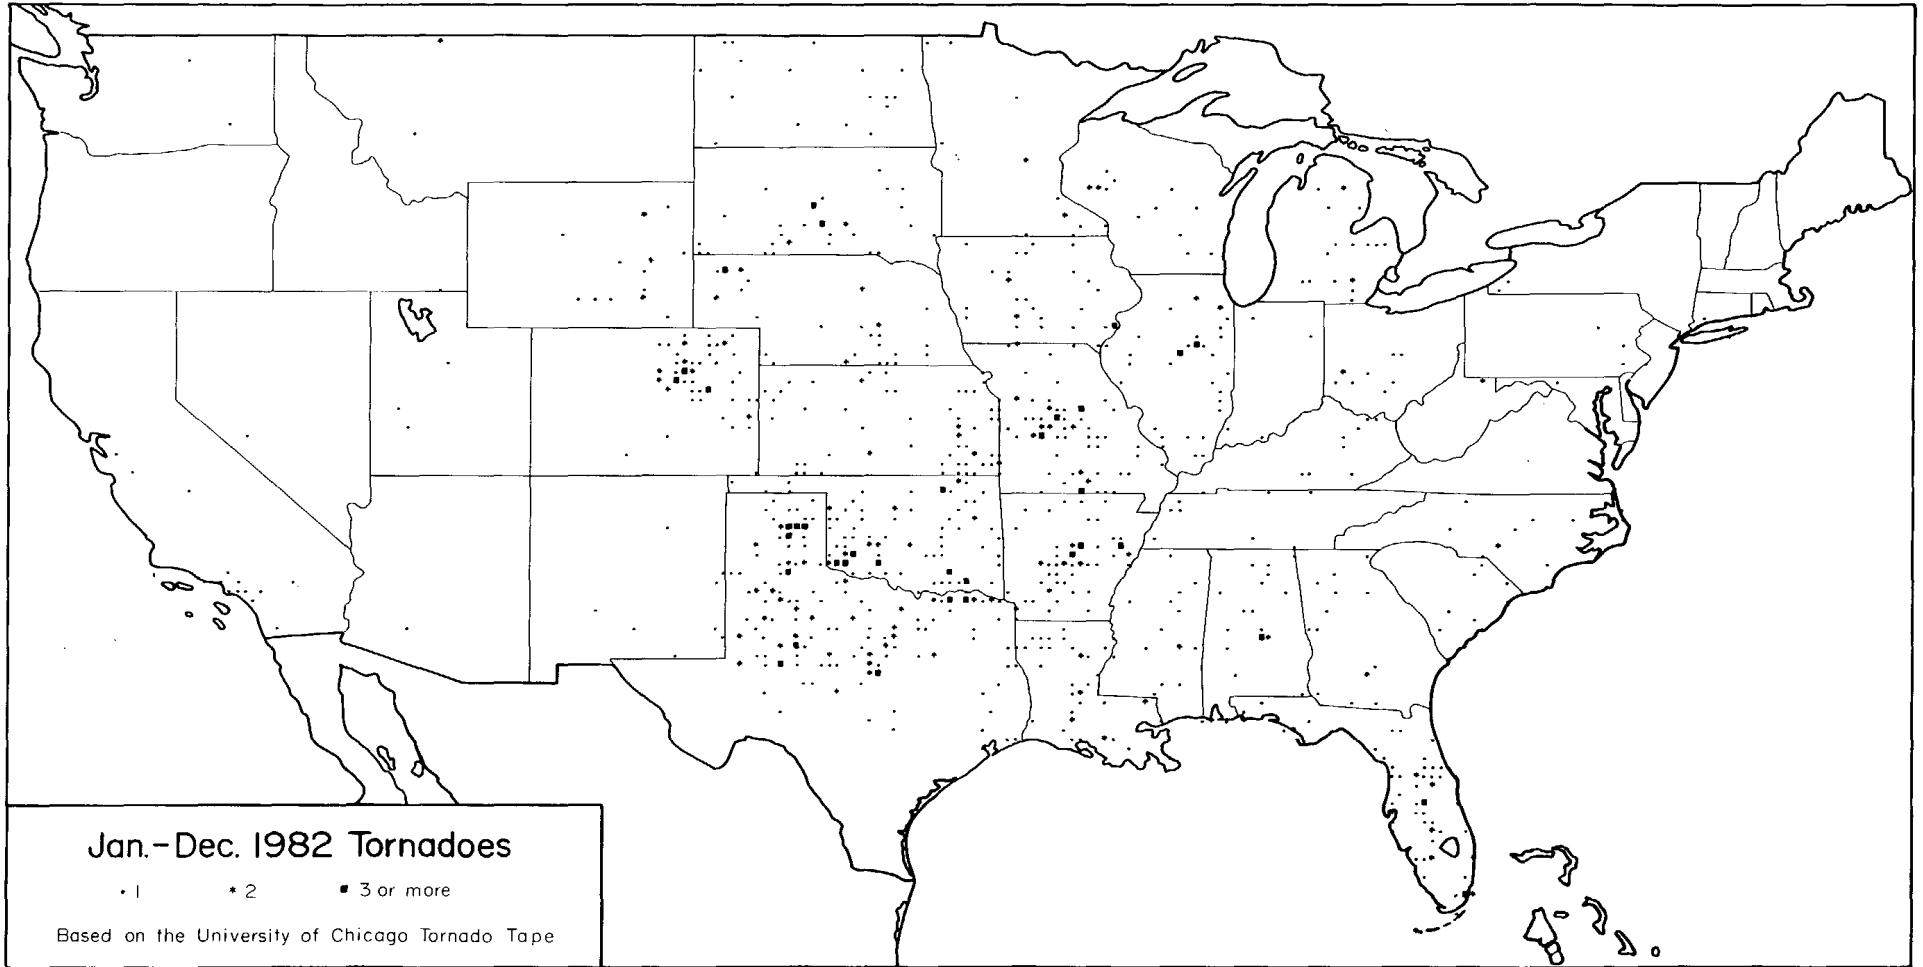 Jan.-Dec. 1982 Tornadoes
1 2 3 or more
Based on the University of Chicago Tornado Tape